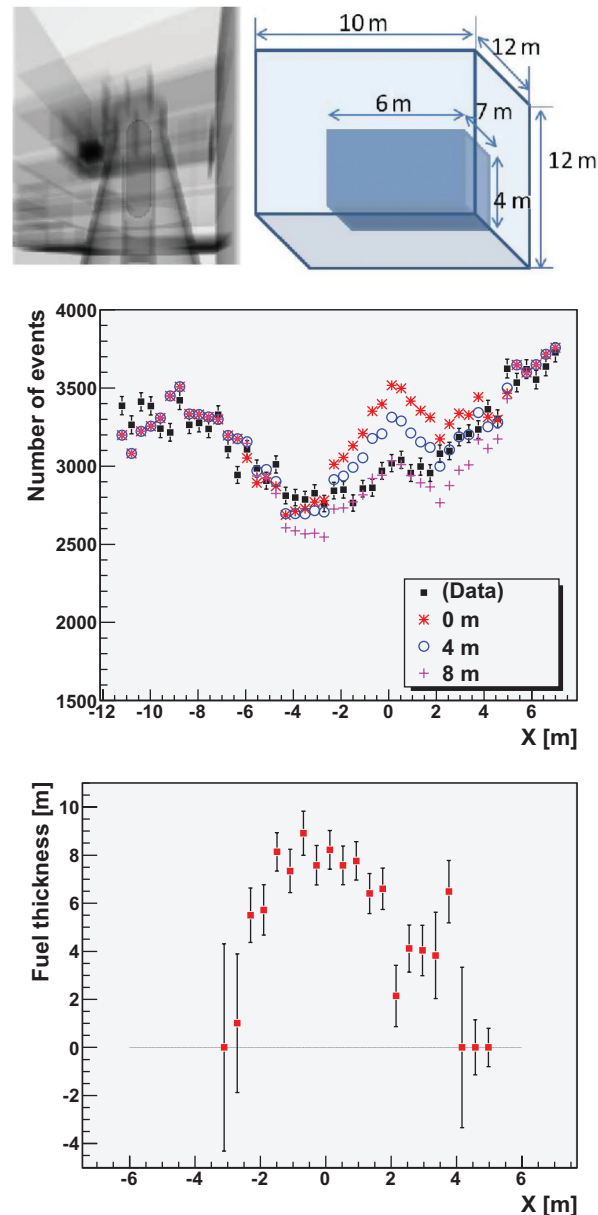 10 m
12 m
6 m
7 m
4 m
12 m
Number of events
4000
3500
3000
2500
2000
1500
-12 -10 -8 -6 -4 -2 0 2 4 6
X [m]
(Data)
0 m
4 m
8 m
Fuel thickness [m]
10
8
6
4
2
0
-2
-4
-6 -4 -2 0 2 4 6
X [m]